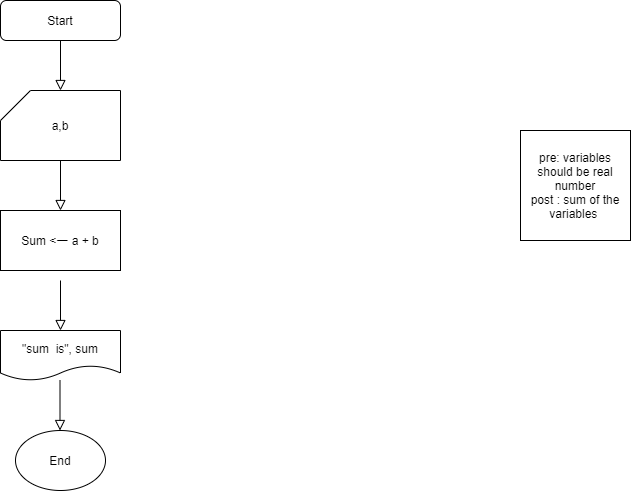 Start
a,b
Sum <— a + b
"sum  is", sum
End
pre: variables
should be real
number
post : sum of the
variables